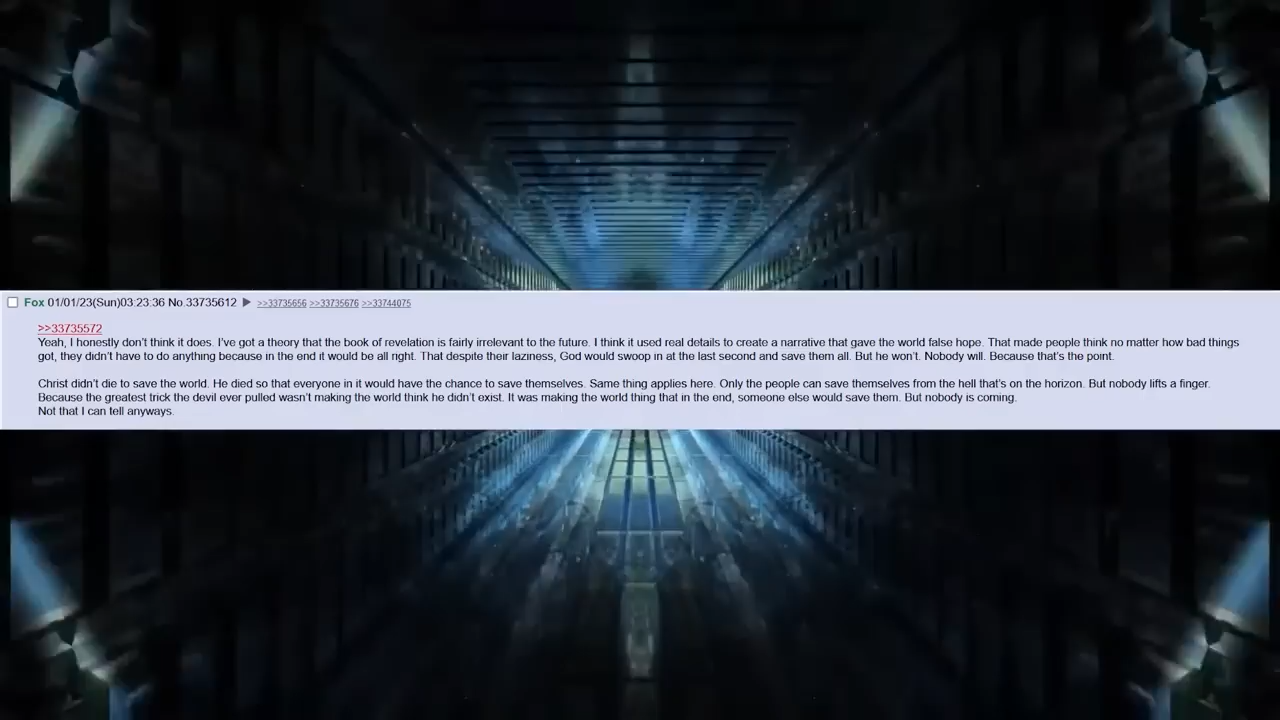 Fox 01/01/23(Sun)03:23:36 No.33735612 ▶ >>33735656 >>33735676 >>33744075
>>33735572
Yeah, I honestly don't think it does. I've got a theory that the book of revelation is fairly irrelevant to the future. I think it used real details to create a narrative that gave the world false hope. That made people think no matter how bad things
got, they didn't have to do anything because in the end it would be all right. That despite their laziness, God would swoop in at the last second and save them all. But he won't. Nobody will. Because that's the point.
Christ didn't die to save the world. He died so that everyone in it would have the chance to save themselves. Same thing applies here. Only the people can save themselves from the hell that's on the horizon. But nobody lifts a finger.
Because the greatest trick the devil ever pulled wasn't making the world think he didn't exist. It was making the world thing that in the end, someone else would save them. But nobody is coming.
Not that I can tell anyways.